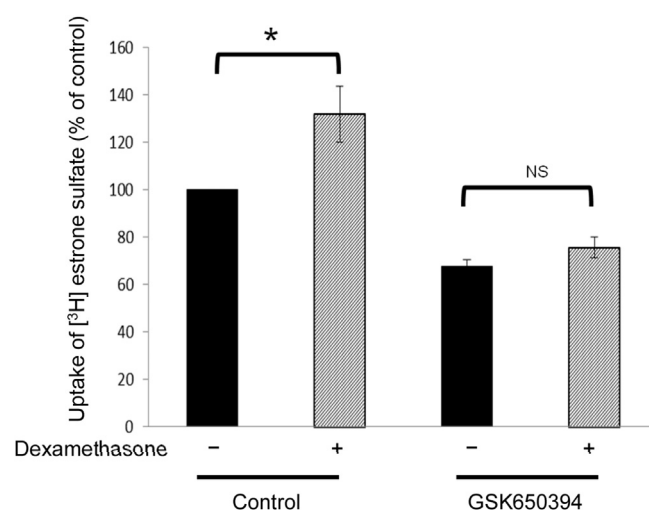 Uptake of [³H] estrone sulfate (% of control)
160
140
120
100
80
60
40
20
0
*
NS
Dexamethasone − + − +
Control GSK650394